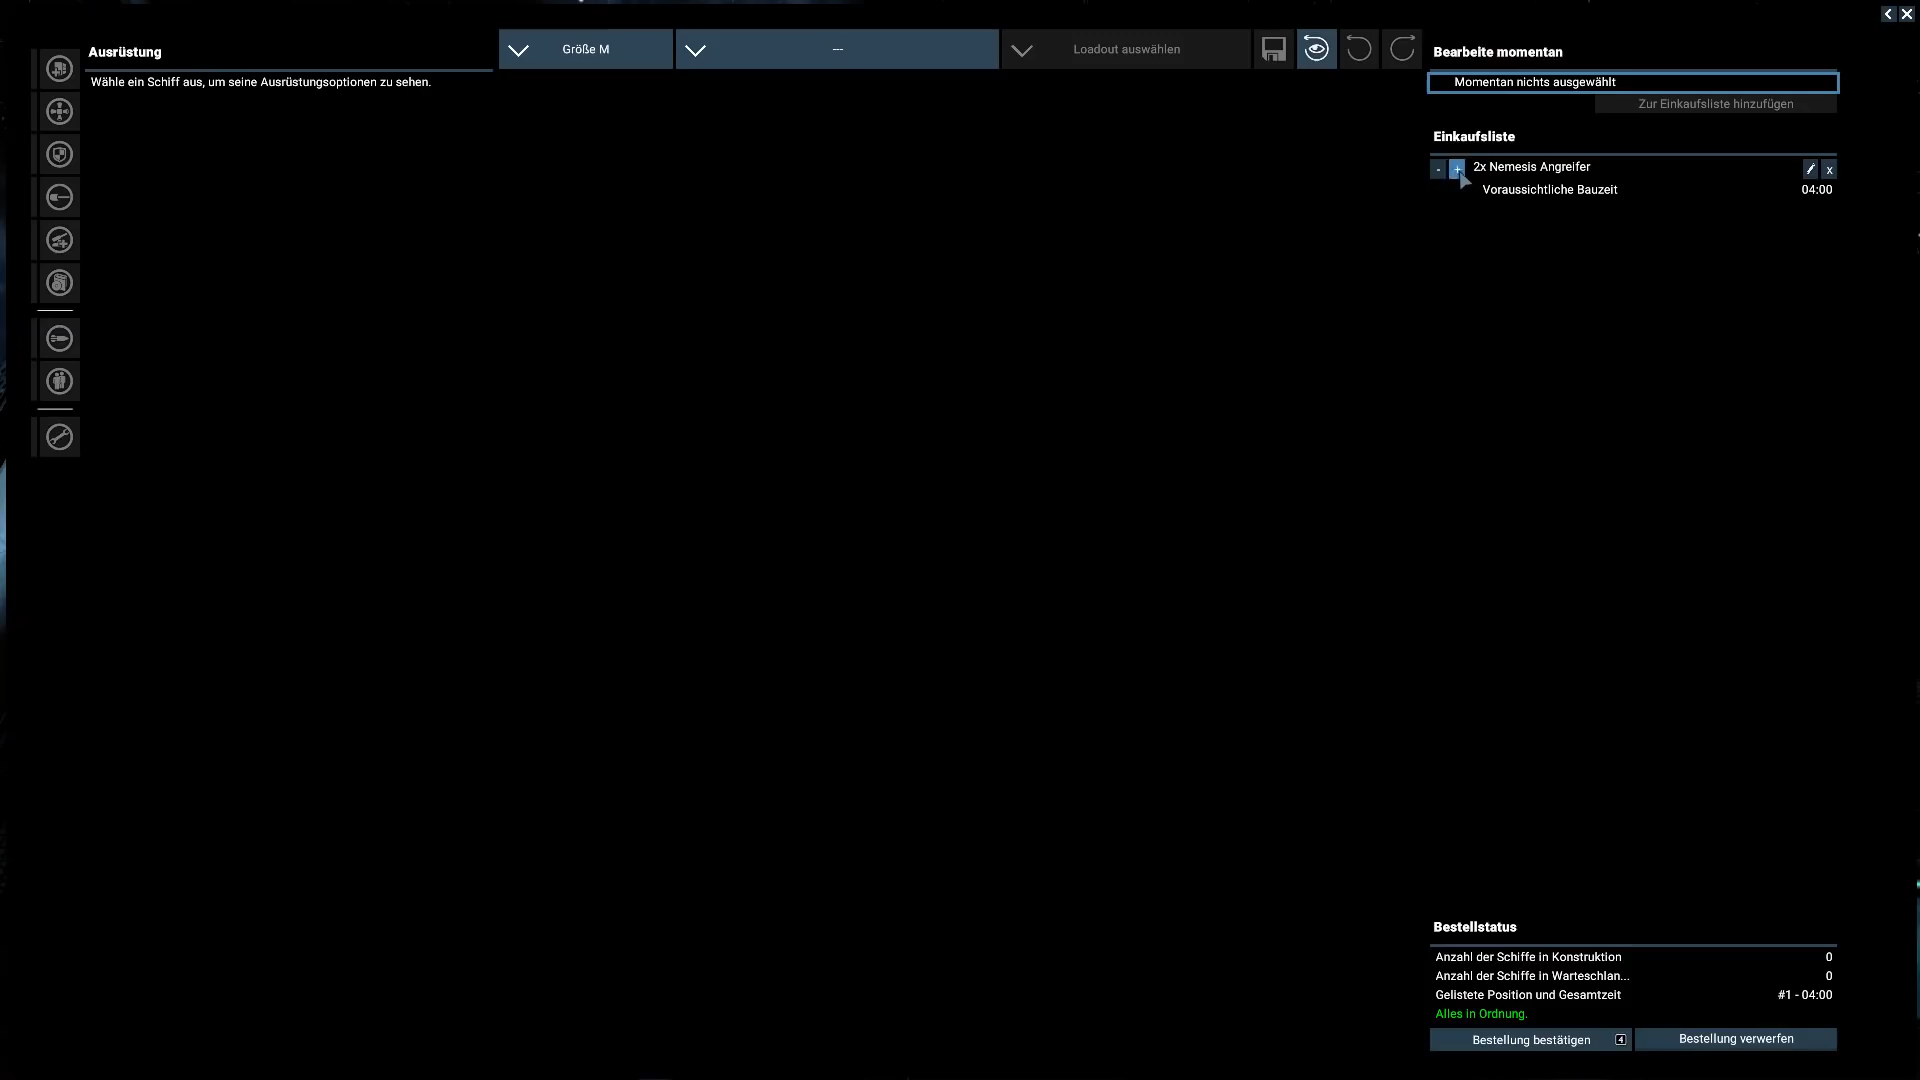 Ausrüstung
Wähle ein Schiff aus, um seine Ausrüstungsoptionen zu sehen.
Größe M
---
Loadout auswählen
Bearbeite momentan
Momentan nichts ausgewählt
Zur Einkaufsliste hinzufügen
Einkaufsliste
- + 2x Nemesis Angreifer x
Voraussichtliche Bauzeit 04:00
Bestellstatus
Anzahl der Schiffe in Konstruktion 0
Anzahl der Schiffe in Warteschlan... 0
Gelistete Position und Gesamtzeit #1 - 04:00
Alles in Ordnung.
Bestellung bestätigen 4
Bestellung verwerfen